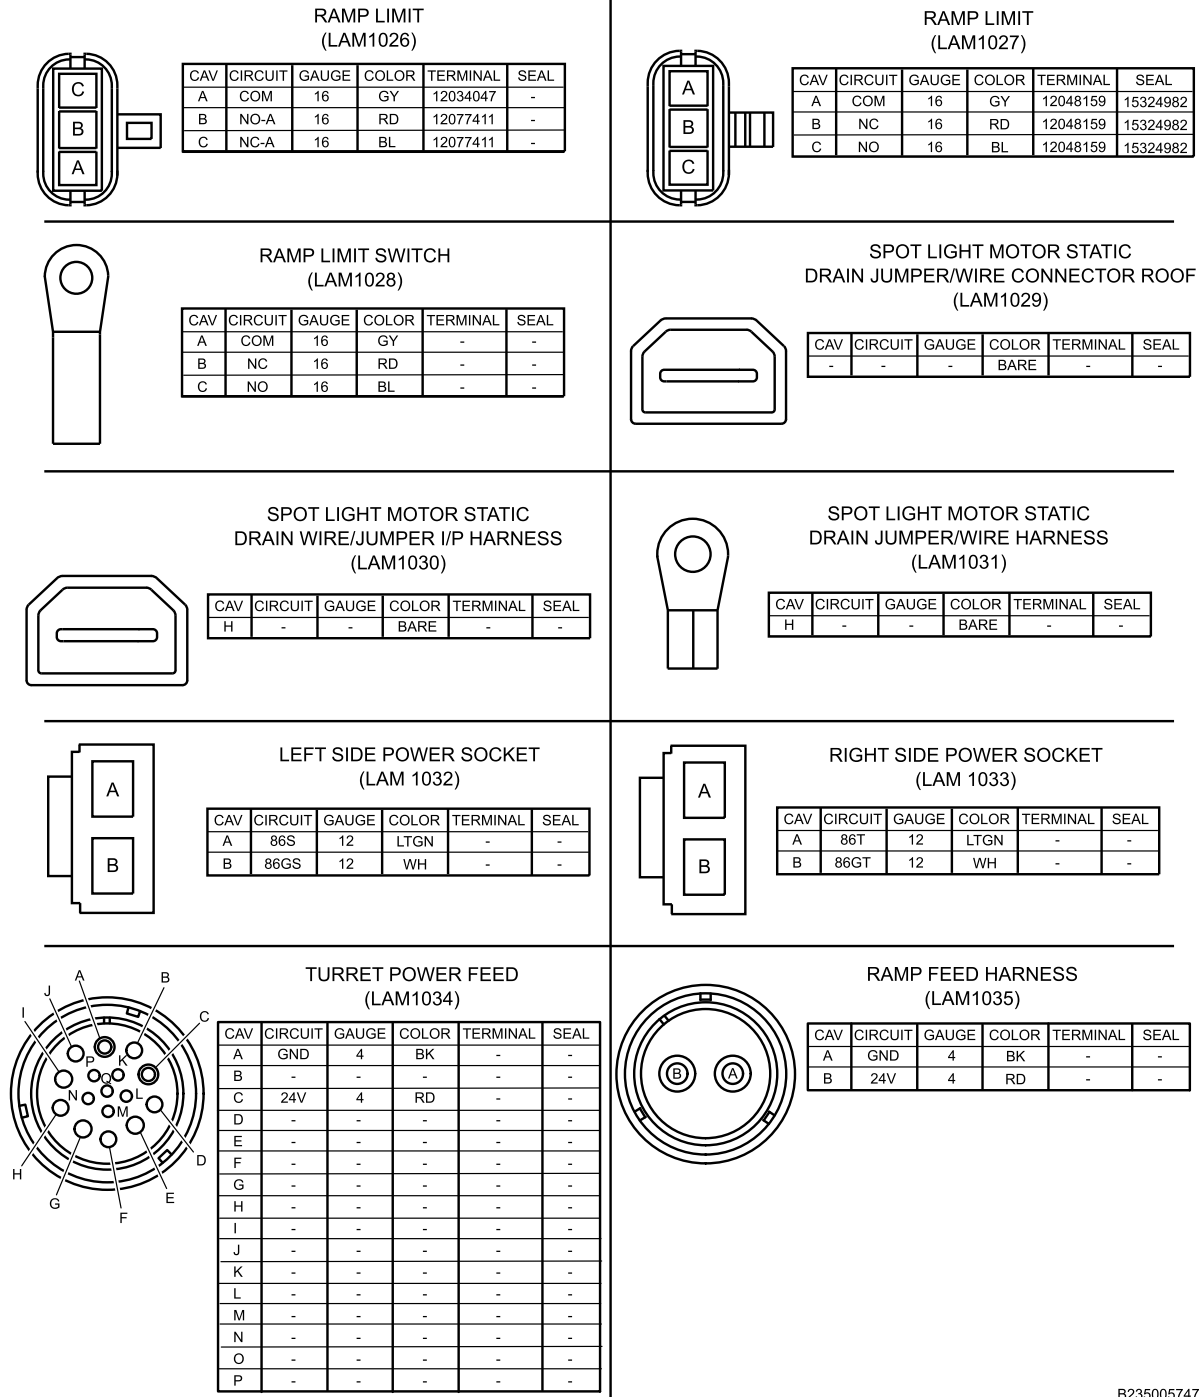 RAMP LIMIT
(LAM1026)
C
B
A
CAV CIRCUIT GAUGE COLOR TERMINAL SEAL
A COM 16 GY 12034047 -
B NO-A 16 RD 12077411 -
C NC-A 16 BL 12077411 -
RAMP LIMIT
(LAM1027)
A
B
C
CAV CIRCUIT GAUGE COLOR TERMINAL SEAL
A COM 16 GY 12048159 15324982
B NC 16 RD 12048159 15324982
C NO 16 BL 12048159 15324982
RAMP LIMIT SWITCH
(LAM1028)
CAV CIRCUIT GAUGE COLOR TERMINAL SEAL
A COM 16 GY - -
B NC 16 RD - -
C NO 16 BL - -
SPOT LIGHT MOTOR STATIC
DRAIN JUMPER/WIRE CONNECTOR ROOF
(LAM1029)
CAV CIRCUIT GAUGE COLOR TERMINAL SEAL
- - - BARE - -
SPOT LIGHT MOTOR STATIC
DRAIN WIRE/JUMPER I/P HARNESS
(LAM1030)
CAV CIRCUIT GAUGE COLOR TERMINAL SEAL
H - - BARE - -
SPOT LIGHT MOTOR STATIC
DRAIN JUMPER/WIRE HARNESS
(LAM1031)
CAV CIRCUIT GAUGE COLOR TERMINAL SEAL
H - - BARE - -
LEFT SIDE POWER SOCKET
(LAM 1032)
A
B
CAV CIRCUIT GAUGE COLOR TERMINAL SEAL
A 86S 12 LTGN - -
B 86GS 12 WH - -
RIGHT SIDE POWER SOCKET
(LAM 1033)
A
B
CAV CIRCUIT GAUGE COLOR TERMINAL SEAL
A 86T 12 LTGN - -
B 86GT 12 WH - -
TURRET POWER FEED
(LAM1034)
A
B
J
I
C
P
K
Q
N
L
M
H
D
G
E
F
CAV CIRCUIT GAUGE COLOR TERMINAL SEAL
A GND 4 BK - -
B - - - - -
C 24V 4 RD - -
D - - - - -
E - - - - -
F - - - - -
G - - - - -
H - - - - -
I - - - - -
J - - - - -
K - - - - -
L - - - - -
M - - - - -
N - - - - -
O - - - - -
P - - - - -
RAMP FEED HARNESS
(LAM1035)
B
A
CAV CIRCUIT GAUGE COLOR TERMINAL SEAL
A GND 4 BK - -
B 24V 4 RD - -
B235005747